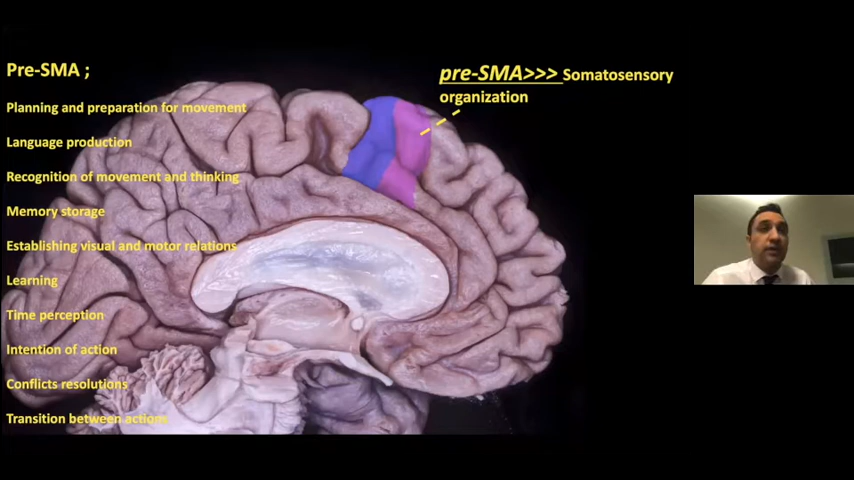 Pre-SMA ;
Planning and preparation for movement
Language production
Recognition of movement and thinking
Memory storage
Establishing visual and motor relations
Learning
Time perception
Intention of action
Conflicts resolutions
Transition between actions
pre-SMA>>> Somatosensory
organization